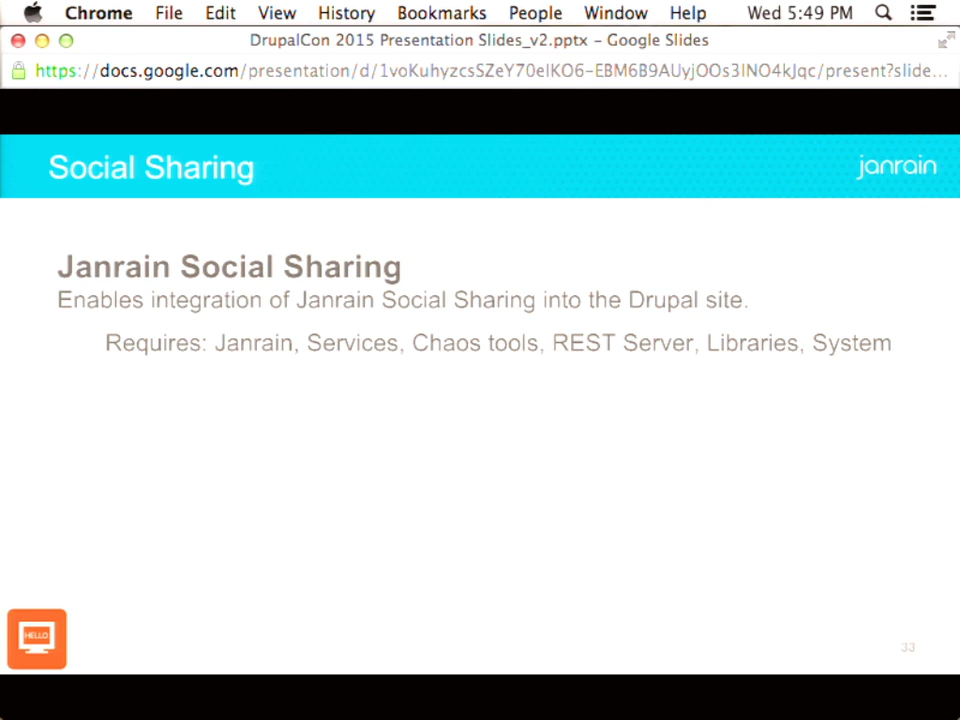 Chrome File Edit View History Bookmarks People Window Help Wed 5:49 PM
DrupalCon 2015 Presentation Slides_v2.pptx – Google Slides
https://docs.google.com/presentation/d/1voKuhyzcsSZeY70elKO6-EBM6B9AUyjOOs3INO4kJqc/present?slide...
Social Sharing janrain
Janrain Social Sharing
Enables integration of Janrain Social Sharing into the Drupal site.
Requires: Janrain, Services, Chaos tools, REST Server, Libraries, System
HELLO
33